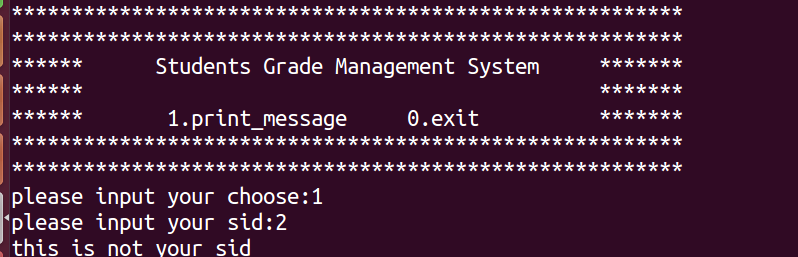 ********************************************************
********************************************************
******      Students Grade Management System     *******
******                                           *******
******       1.print_message     0.exit          *******
********************************************************
********************************************************
please input your choose:1
please input your sid:2
this is not your sid